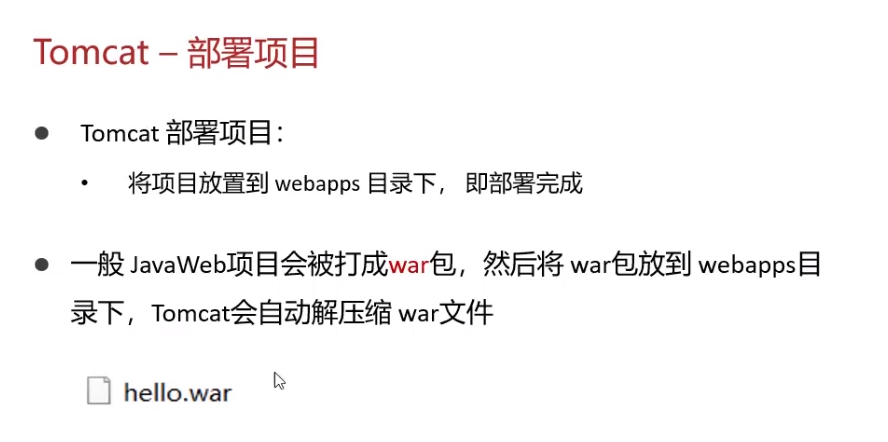 Tomcat – 部署项目
Tomcat 部署项目：
将项目放置到 webapps 目录下， 即部署完成
一般 JavaWeb项目会被打成war包，然后将 war包放到 webapps目
录下，Tomcat会自动解压缩 war文件
hello.war